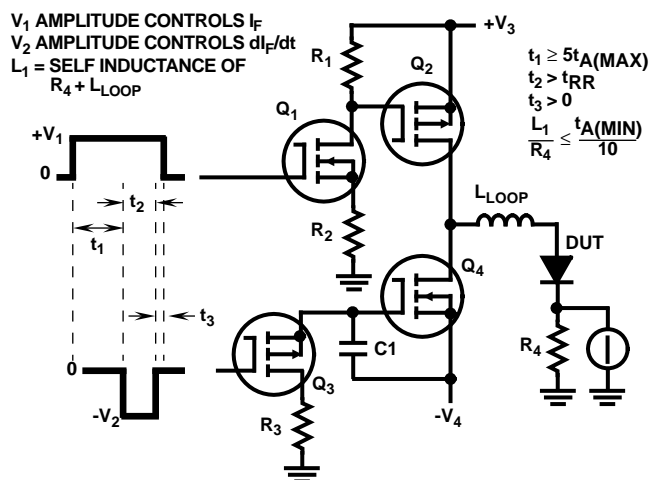 V1 AMPLITUDE CONTROLS IF
V2 AMPLITUDE CONTROLS dIF/dt
L1 = SELF INDUCTANCE OF
R4 + LLOOP
+V3
R1
Q2
t1 ≥ 5tA(MAX)
t2 > tRR
t3 > 0
L1/R4 ≤ tA(MIN)/10
Q1
+V1
0
t2
t1
R2
LLOOP
DUT
Q4
t3
0
C1
R4
Q3
-V2
R3
-V4